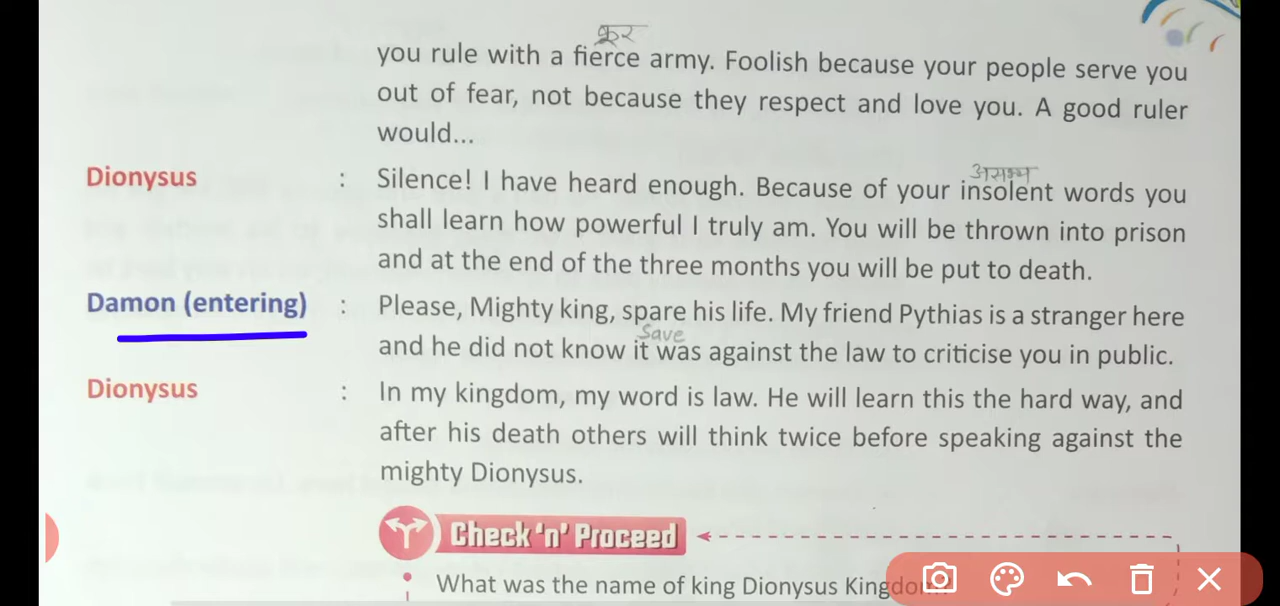 क्रूर
you rule with a fierce army. Foolish because your people serve you
out of fear, not because they respect and love you. A good ruler
would...
असभ्य
Dionysus : Silence! I have heard enough. Because of your insolent words you
shall learn how powerful I truly am. You will be thrown into prison
and at the end of the three months you will be put to death.
Damon (entering) : Please, Mighty king, spare his life. My friend Pythias is a stranger here
save
and he did not know it was against the law to criticise you in public.
Dionysus : In my kingdom, my word is law. He will learn this the hard way, and
after his death others will think twice before speaking against the
mighty Dionysus.
Check 'n' Proceed
What was the name of king Dionysus Kingdom?